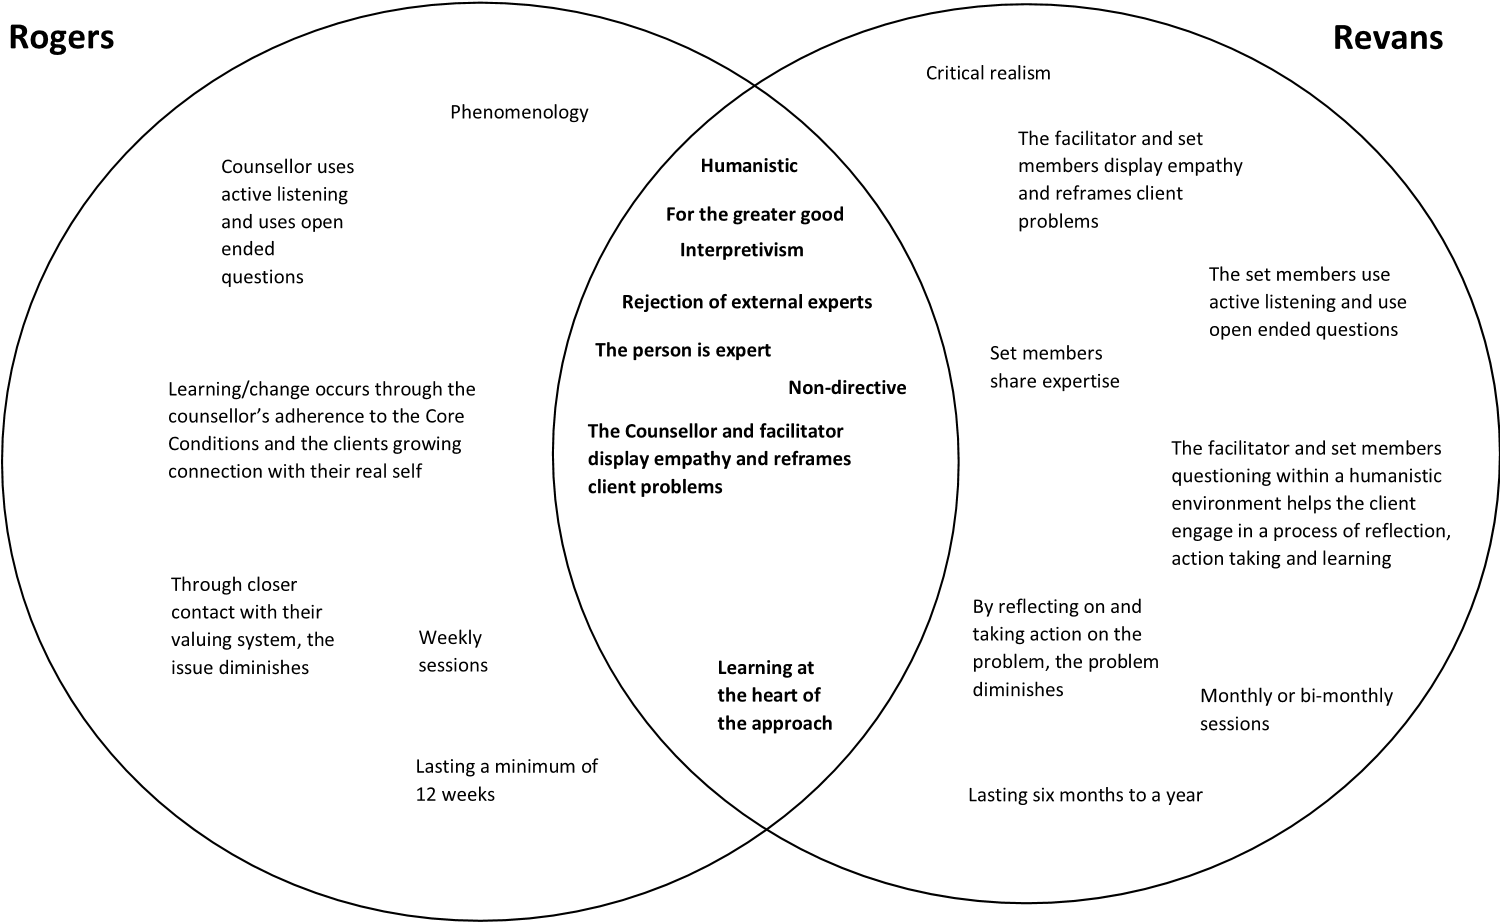 Rogers
Revans
Phenomenology
Counsellor uses
active listening
and uses open
ended
questions
Learning/change occurs through the
counsellor’s adherence to the Core
Conditions and the clients growing
connection with their real self
Through closer
contact with their
valuing system, the
issue diminishes
Weekly
sessions
Lasting a minimum of
12 weeks
Humanistic
For the greater good
Interpretivism
Rejection of external experts
The person is expert
Non-directive
The Counsellor and facilitator
display empathy and reframes
client problems
Learning at
the heart of
the approach
Critical realism
The facilitator and set
members display empathy
and reframes client
problems
The set members use
active listening and use
open ended questions
Set members
share expertise
The facilitator and set members
questioning within a humanistic
environment helps the client
engage in a process of reflection,
action taking and learning
By reflecting on and
taking action on the
problem, the problem
diminishes
Monthly or bi-monthly
sessions
Lasting six months to a year